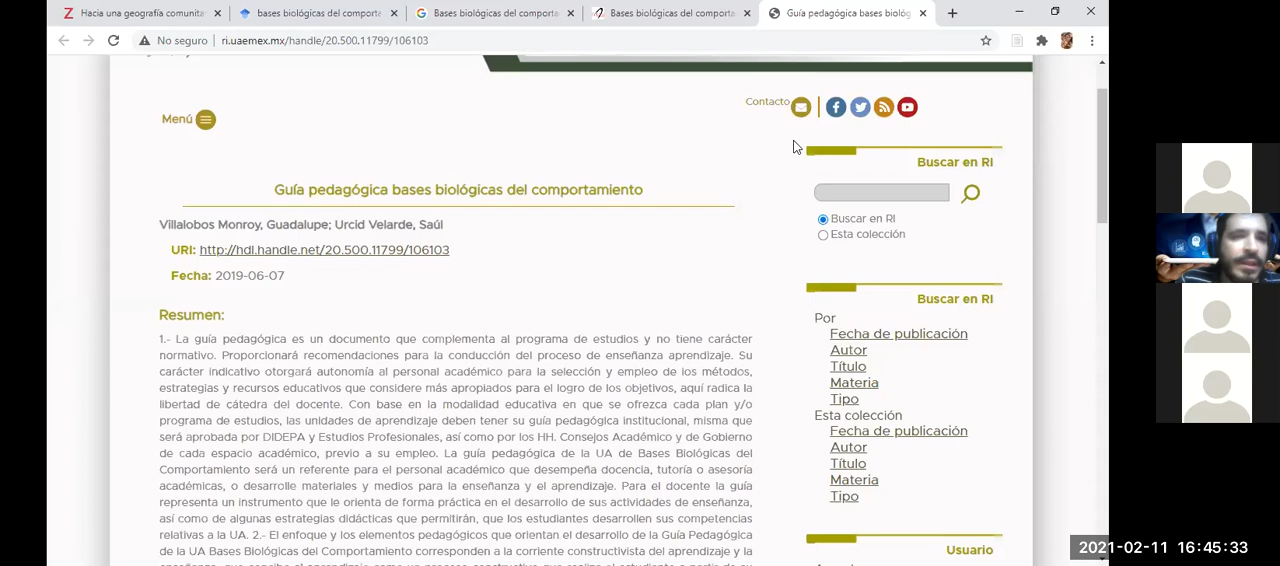 Hacia una geografía comunita
bases biológicas del comporta
Bases biológicas del comporta
Bases biológicas del comporta
Guía pedagógica bases biológ
No seguro
ri.uaemex.mx/handle/20.500.11799/106103
Contacto
Menú
Buscar en RI
Guía pedagógica bases biológicas del comportamiento
Villalobos Monroy, Guadalupe; Urcid Velarde, Saúl
Buscar en RI
Esta colección
URI: http://hdl.handle.net/20.500.11799/106103
Fecha: 2019-06-07
Buscar en RI
Resumen:
Por
Fecha de publicación
Autor
Título
Materia
Tipo
Esta colección
Fecha de publicación
Autor
Título
Materia
Tipo
1.- La guía pedagógica es un documento que complementa al programa de estudios y no tiene carácter
normativo. Proporcionará recomendaciones para la conducción del proceso de enseñanza aprendizaje. Su
carácter indicativo otorgará autonomía al personal académico para la selección y empleo de los métodos,
estrategias y recursos educativos que considere más apropiados para el logro de los objetivos, aquí radica la
libertad de cátedra del docente. Con base en la modalidad educativa en que se ofrezca cada plan y/o
programa de estudios, las unidades de aprendizaje deben tener su guía pedagógica institucional, misma que
será aprobada por DIDEPA y Estudios Profesionales, así como por los HH. Consejos Académico y de Gobierno
de cada espacio académico, previo a su empleo. La guía pedagógica de la UA de Bases Biológicas del
Comportamiento será un referente para el personal académico que desempeña docencia, tutoría o asesoría
académicas, o desarrolle materiales y medios para la enseñanza y el aprendizaje. Para el docente la guía
representa un instrumento que le orienta de forma práctica en el desarrollo de sus actividades de enseñanza,
así como de algunas estrategias didácticas que permitirán, que los estudiantes desarrollen sus competencias
relativas a la UA. 2.- El enfoque y los elementos pedagógicos que orientan el desarrollo de la Guía Pedagógica
de la UA Bases Biológicas del Comportamiento corresponden a la corriente constructivista del aprendizaje y la
Usuario
2021-02-11 16:45:33